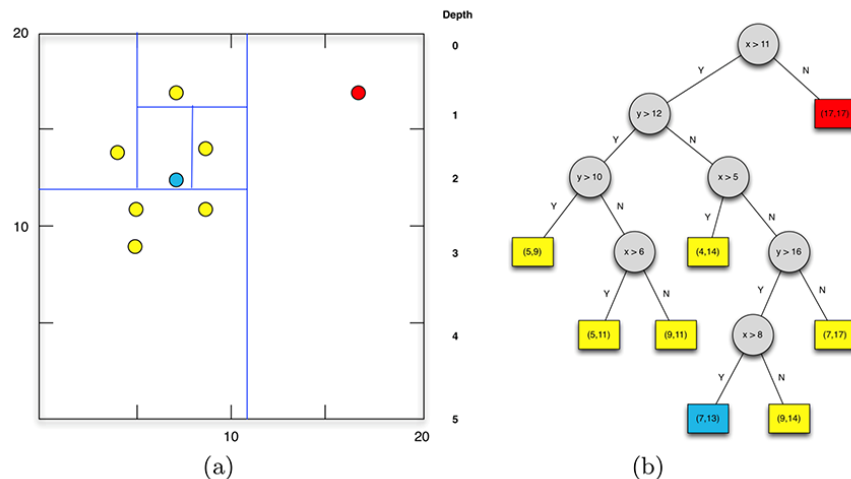 20
10
10
20
(a)
Depth
0
1
2
3
4
5
x > 11
Y
N
y > 12
(17,17)
Y
N
y > 10
x > 5
Y
N
Y
N
(5,9)
x > 6
(4,14)
y > 16
Y
N
Y
N
(5,11)
(9,11)
x > 8
(7,17)
Y
N
(7,13)
(9,14)
(b)